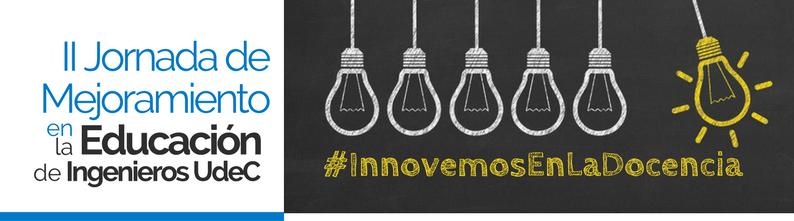 II Jornada de
Mejoramiento
en la Educación
de Ingenieros UdeC
#InnovemosEnLaDocencia